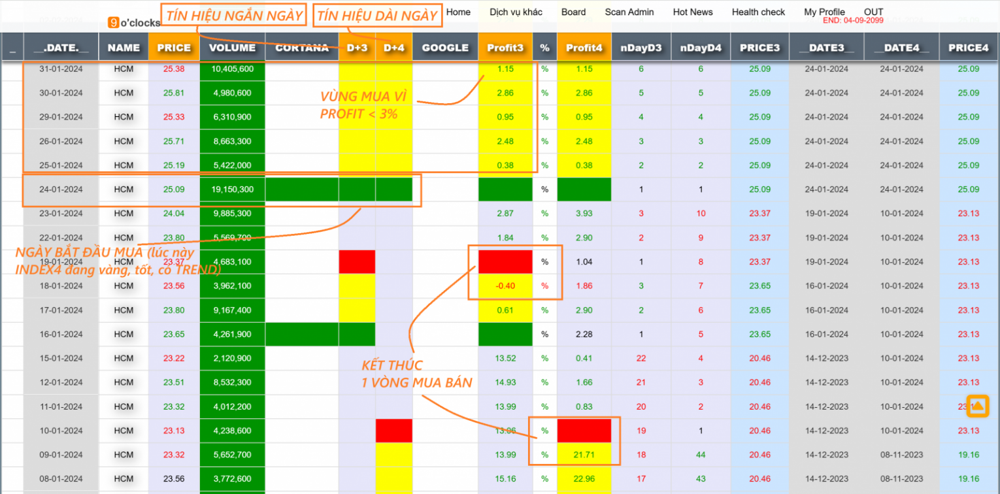 9 o'clocks TÍN HIỆU NGẮN NGÀY TÍN HIỆU DÀI NGÀY Home Dịch vụ khác Board Scan Admin Hot News Health check My Profile OUT
END: 04-09-2099
_ __.DATE.__ NAME PRICE VOLUME CORTANA D+3 D+4 GOOGLE Profit3 % Profit4 nDayD3 nDayD4 PRICE3 __DATE3__ __DATE4__ PRICE4
31-01-2024 HCM 25.38 10,405,600 1.15 % 1.15 6 6 25.09 24-01-2024 24-01-2024 25.09
30-01-2024 HCM 25.81 4,980,600 2.86 % 2.86 5 5 25.09 24-01-2024 24-01-2024 25.09
VÙNG MUA VÌ
PROFIT < 3%
29-01-2024 HCM 25.33 6,310,900 0.95 % 0.95 4 4 25.09 24-01-2024 24-01-2024 25.09
26-01-2024 HCM 25.71 8,663,300 2.48 % 2.48 3 3 25.09 24-01-2024 24-01-2024 25.09
25-01-2024 HCM 25.19 5,422,000 0.38 % 0.38 2 2 25.09 24-01-2024 24-01-2024 25.09
24-01-2024 HCM 25.09 19,150,300 % 1 1 25.09 24-01-2024 24-01-2024 25.09
23-01-2024 HCM 24.04 9,885,300 2.87 % 3.93 3 10 23.37 19-01-2024 10-01-2024 23.13
22-01-2024 HCM 23.80 5,569,700 1.84 % 2.90 2 9 23.37 19-01-2024 10-01-2024 23.13
NGÀY BẮT ĐẦU MUA (lúc này
INDEX4 đang vàng, tốt, có TREND)
19-01-2024 HCM 23.37 4,683,100 % 1.04 1 8 23.37 19-01-2024 10-01-2024 23.13
18-01-2024 HCM 23.56 3,962,100 -0.40 % 1.86 3 7 23.65 16-01-2024 10-01-2024 23.13
17-01-2024 HCM 23.80 9,167,400 0.61 % 2.90 2 6 23.65 16-01-2024 10-01-2024 23.13
16-01-2024 HCM 23.65 4,261,900 % 2.28 1 5 23.65 16-01-2024 10-01-2024 23.13
15-01-2024 HCM 23.22 2,120,900 13.52 % 0.41 22 4 20.46 14-12-2023 10-01-2024 23.13
KẾT THÚC
1 VÒNG MUA BÁN
12-01-2024 HCM 23.51 8,532,300 14.93 % 1.66 21 3 20.46 14-12-2023 10-01-2024 23.13
11-01-2024 HCM 23.32 4,012,200 13.99 % 0.83 20 2 20.46 14-12-2023 10-01-2024
10-01-2024 HCM 23.13 4,238,600 13.06 % 19 1 20.46 14-12-2023 10-01-2024 23.13
09-01-2024 HCM 23.32 5,652,700 13.99 % 21.71 18 44 20.46 14-12-2023 08-11-2023 19.16
08-01-2024 HCM 23.56 3,772,600 15.16 % 22.96 17 43 20.46 14-12-2023 08-11-2023 19.16